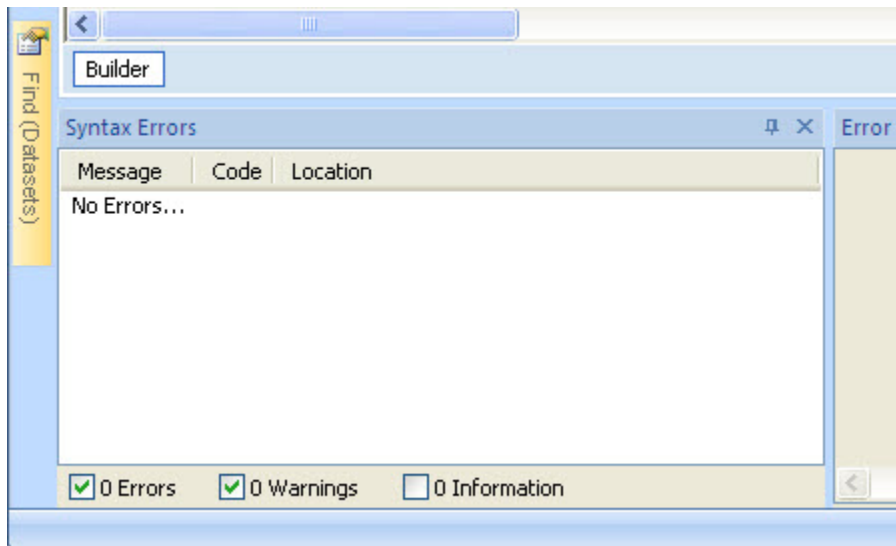 Find (Datasets)
Builder
Syntax Errors
Error
Message Code Location
No Errors...
0 Errors 0 Warnings 0 Information